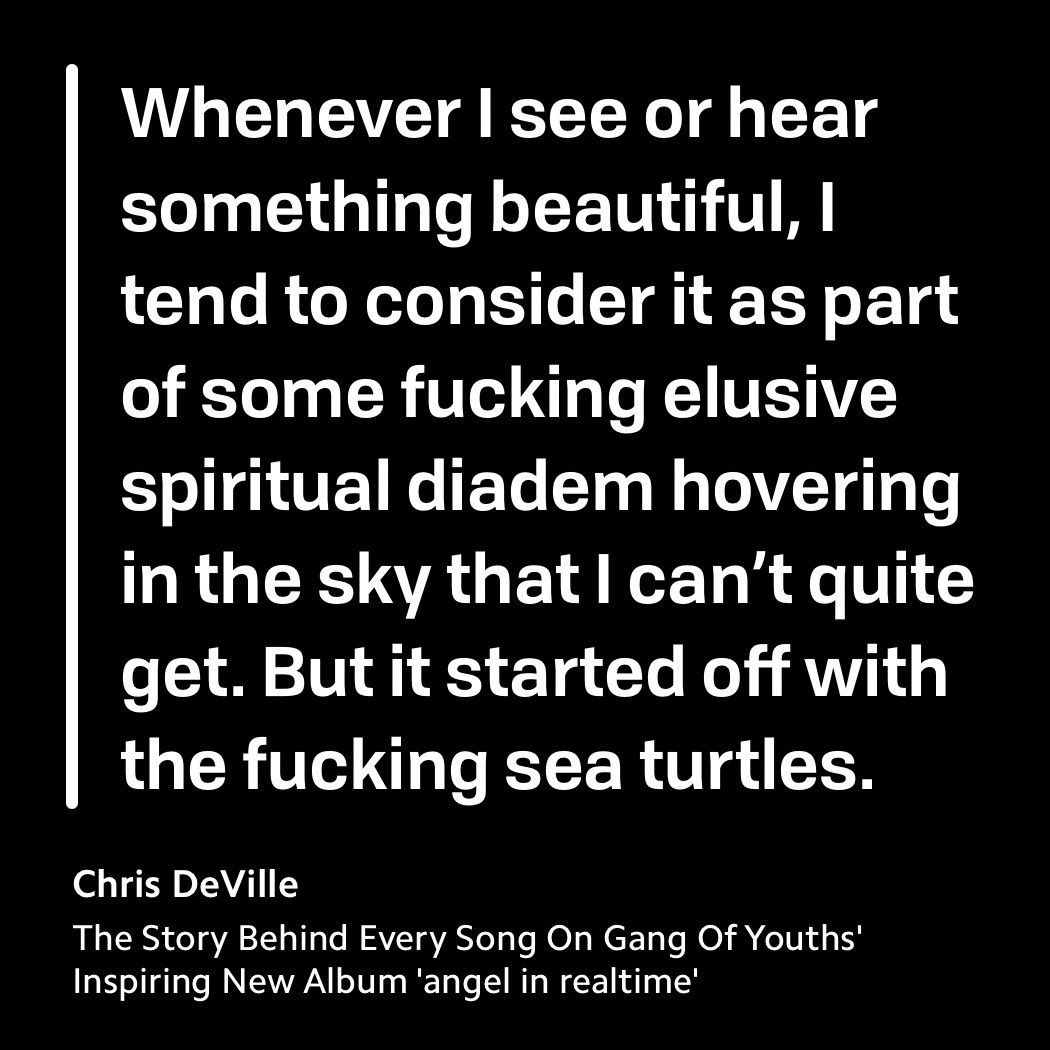 Whenever I see or hear
something beautiful, I
tend to consider it as part
of some fucking elusive
spiritual diadem hovering
in the sky that I can’t quite
get. But it started off with
the fucking sea turtles.
Chris DeVille
The Story Behind Every Song On Gang Of Youths'
Inspiring New Album 'angel in realtime'